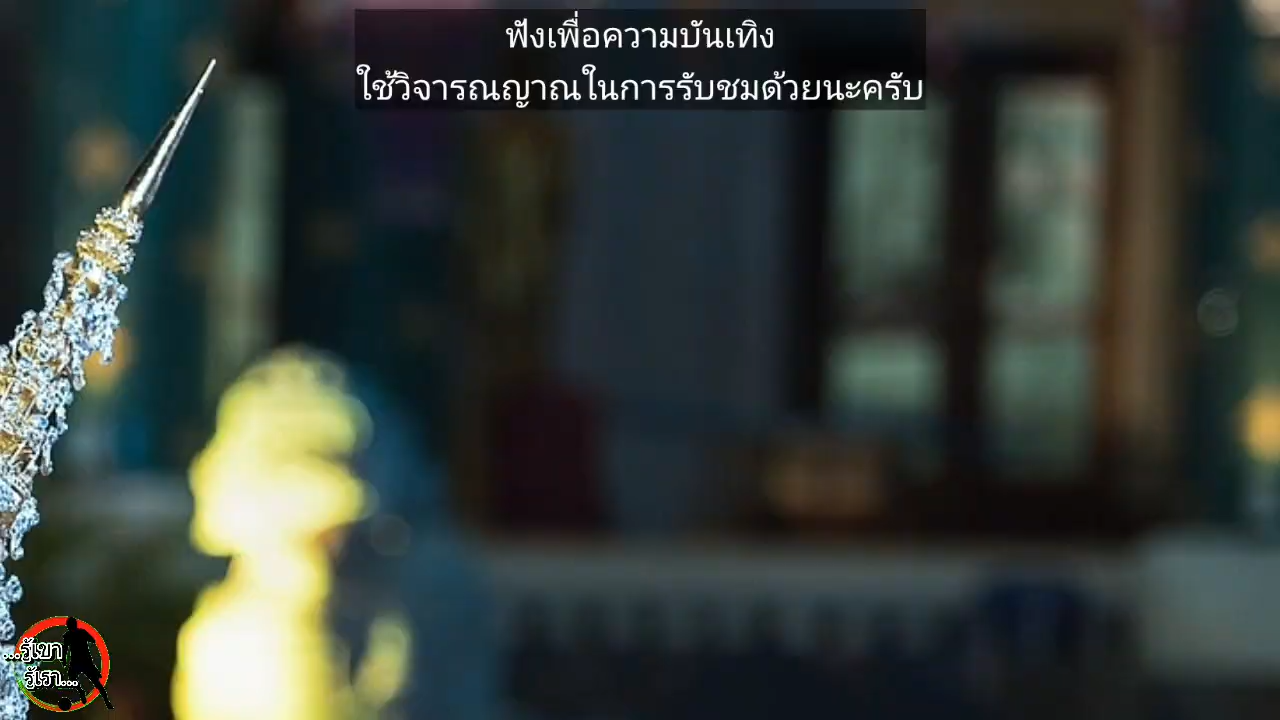 ฟังเพื่อความบันเทิง
ใช้วิจารณญาณในการรับชมด้วยนะครับ
...รู้เขา
รู้เรา...